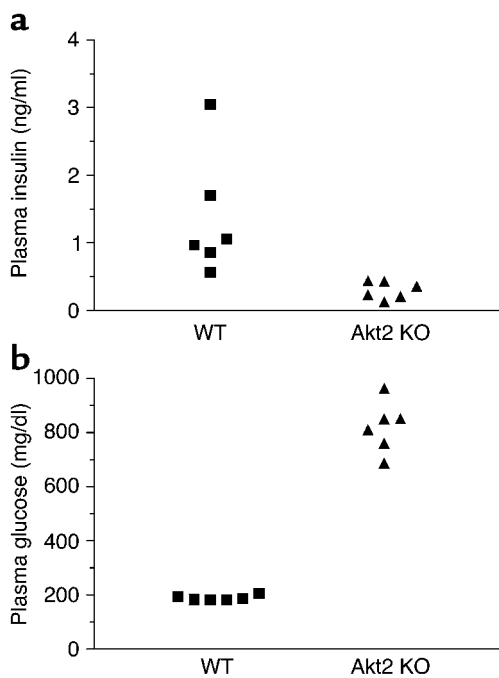 a
Plasma insulin (ng/ml)
4
3
2
1
0
WT Akt2 KO
b
Plasma glucose (mg/dl)
1000
800
600
400
200
0
WT Akt2 KO